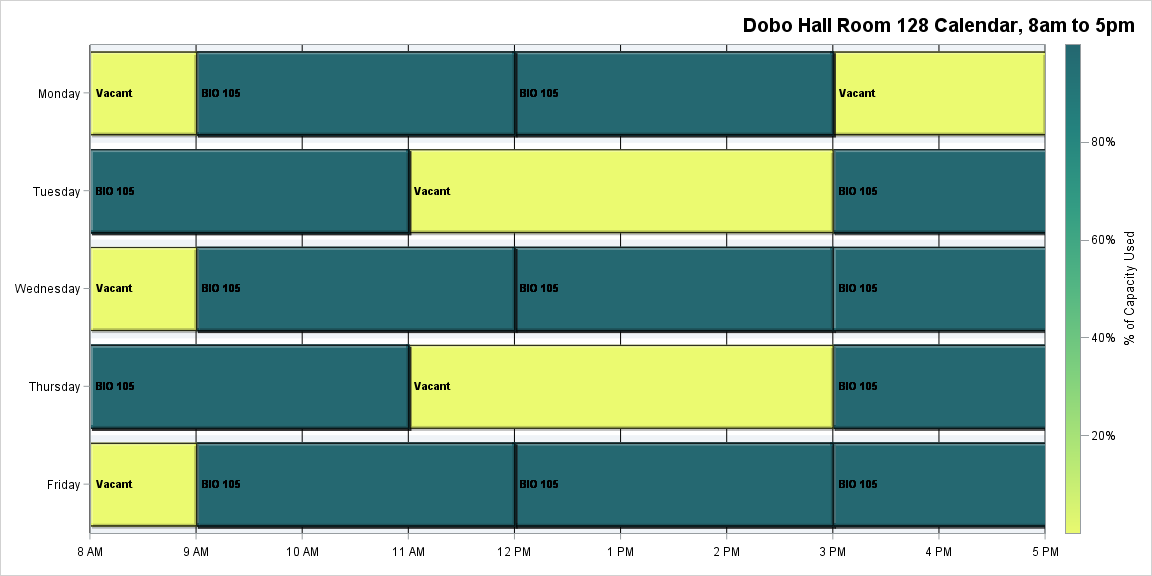 Dobo Hall Room 128 Calendar, 8am to 5pm
Monday
Vacant
BIO 105
BIO 105
Vacant
Tuesday
BIO 105
Vacant
BIO 105
Wednesday
Vacant
BIO 105
BIO 105
BIO 105
Thursday
BIO 105
Vacant
BIO 105
Friday
Vacant
BIO 105
BIO 105
BIO 105
8 AM
9 AM
10 AM
11 AM
12 PM
1 PM
2 PM
3 PM
4 PM
5 PM
80%
60%
40%
20%
% of Capacity Used